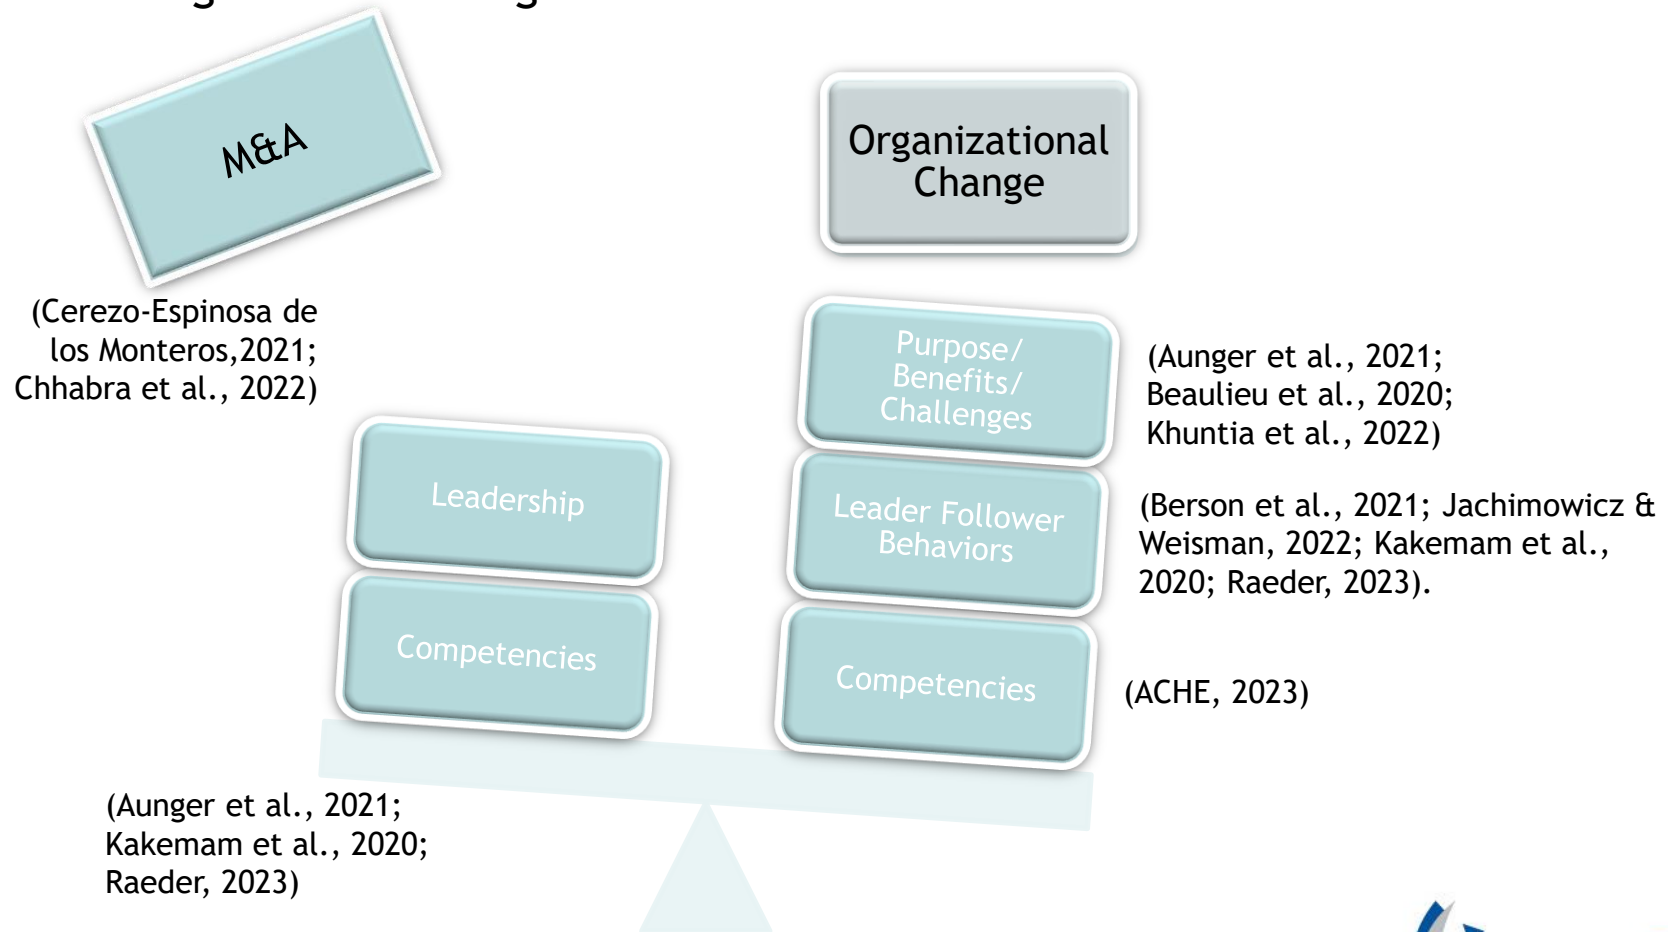 M&A
Organizational
Change
(Cerezo-Espinosa de
los Monteros,2021;
Chhabra et al., 2022)
Purpose/
Benefits/
Challenges
(Aunger et al., 2021;
Beaulieu et al., 2020;
Khuntia et al., 2022)
Leadership
Leader Follower
Behaviors
(Berson et al., 2021; Jachimowicz &
Weisman, 2022; Kakemam et al.,
2020; Raeder, 2023).
Competencies
Competencies
(ACHE, 2023)
(Aunger et al., 2021;
Kakemam et al., 2020;
Raeder, 2023)